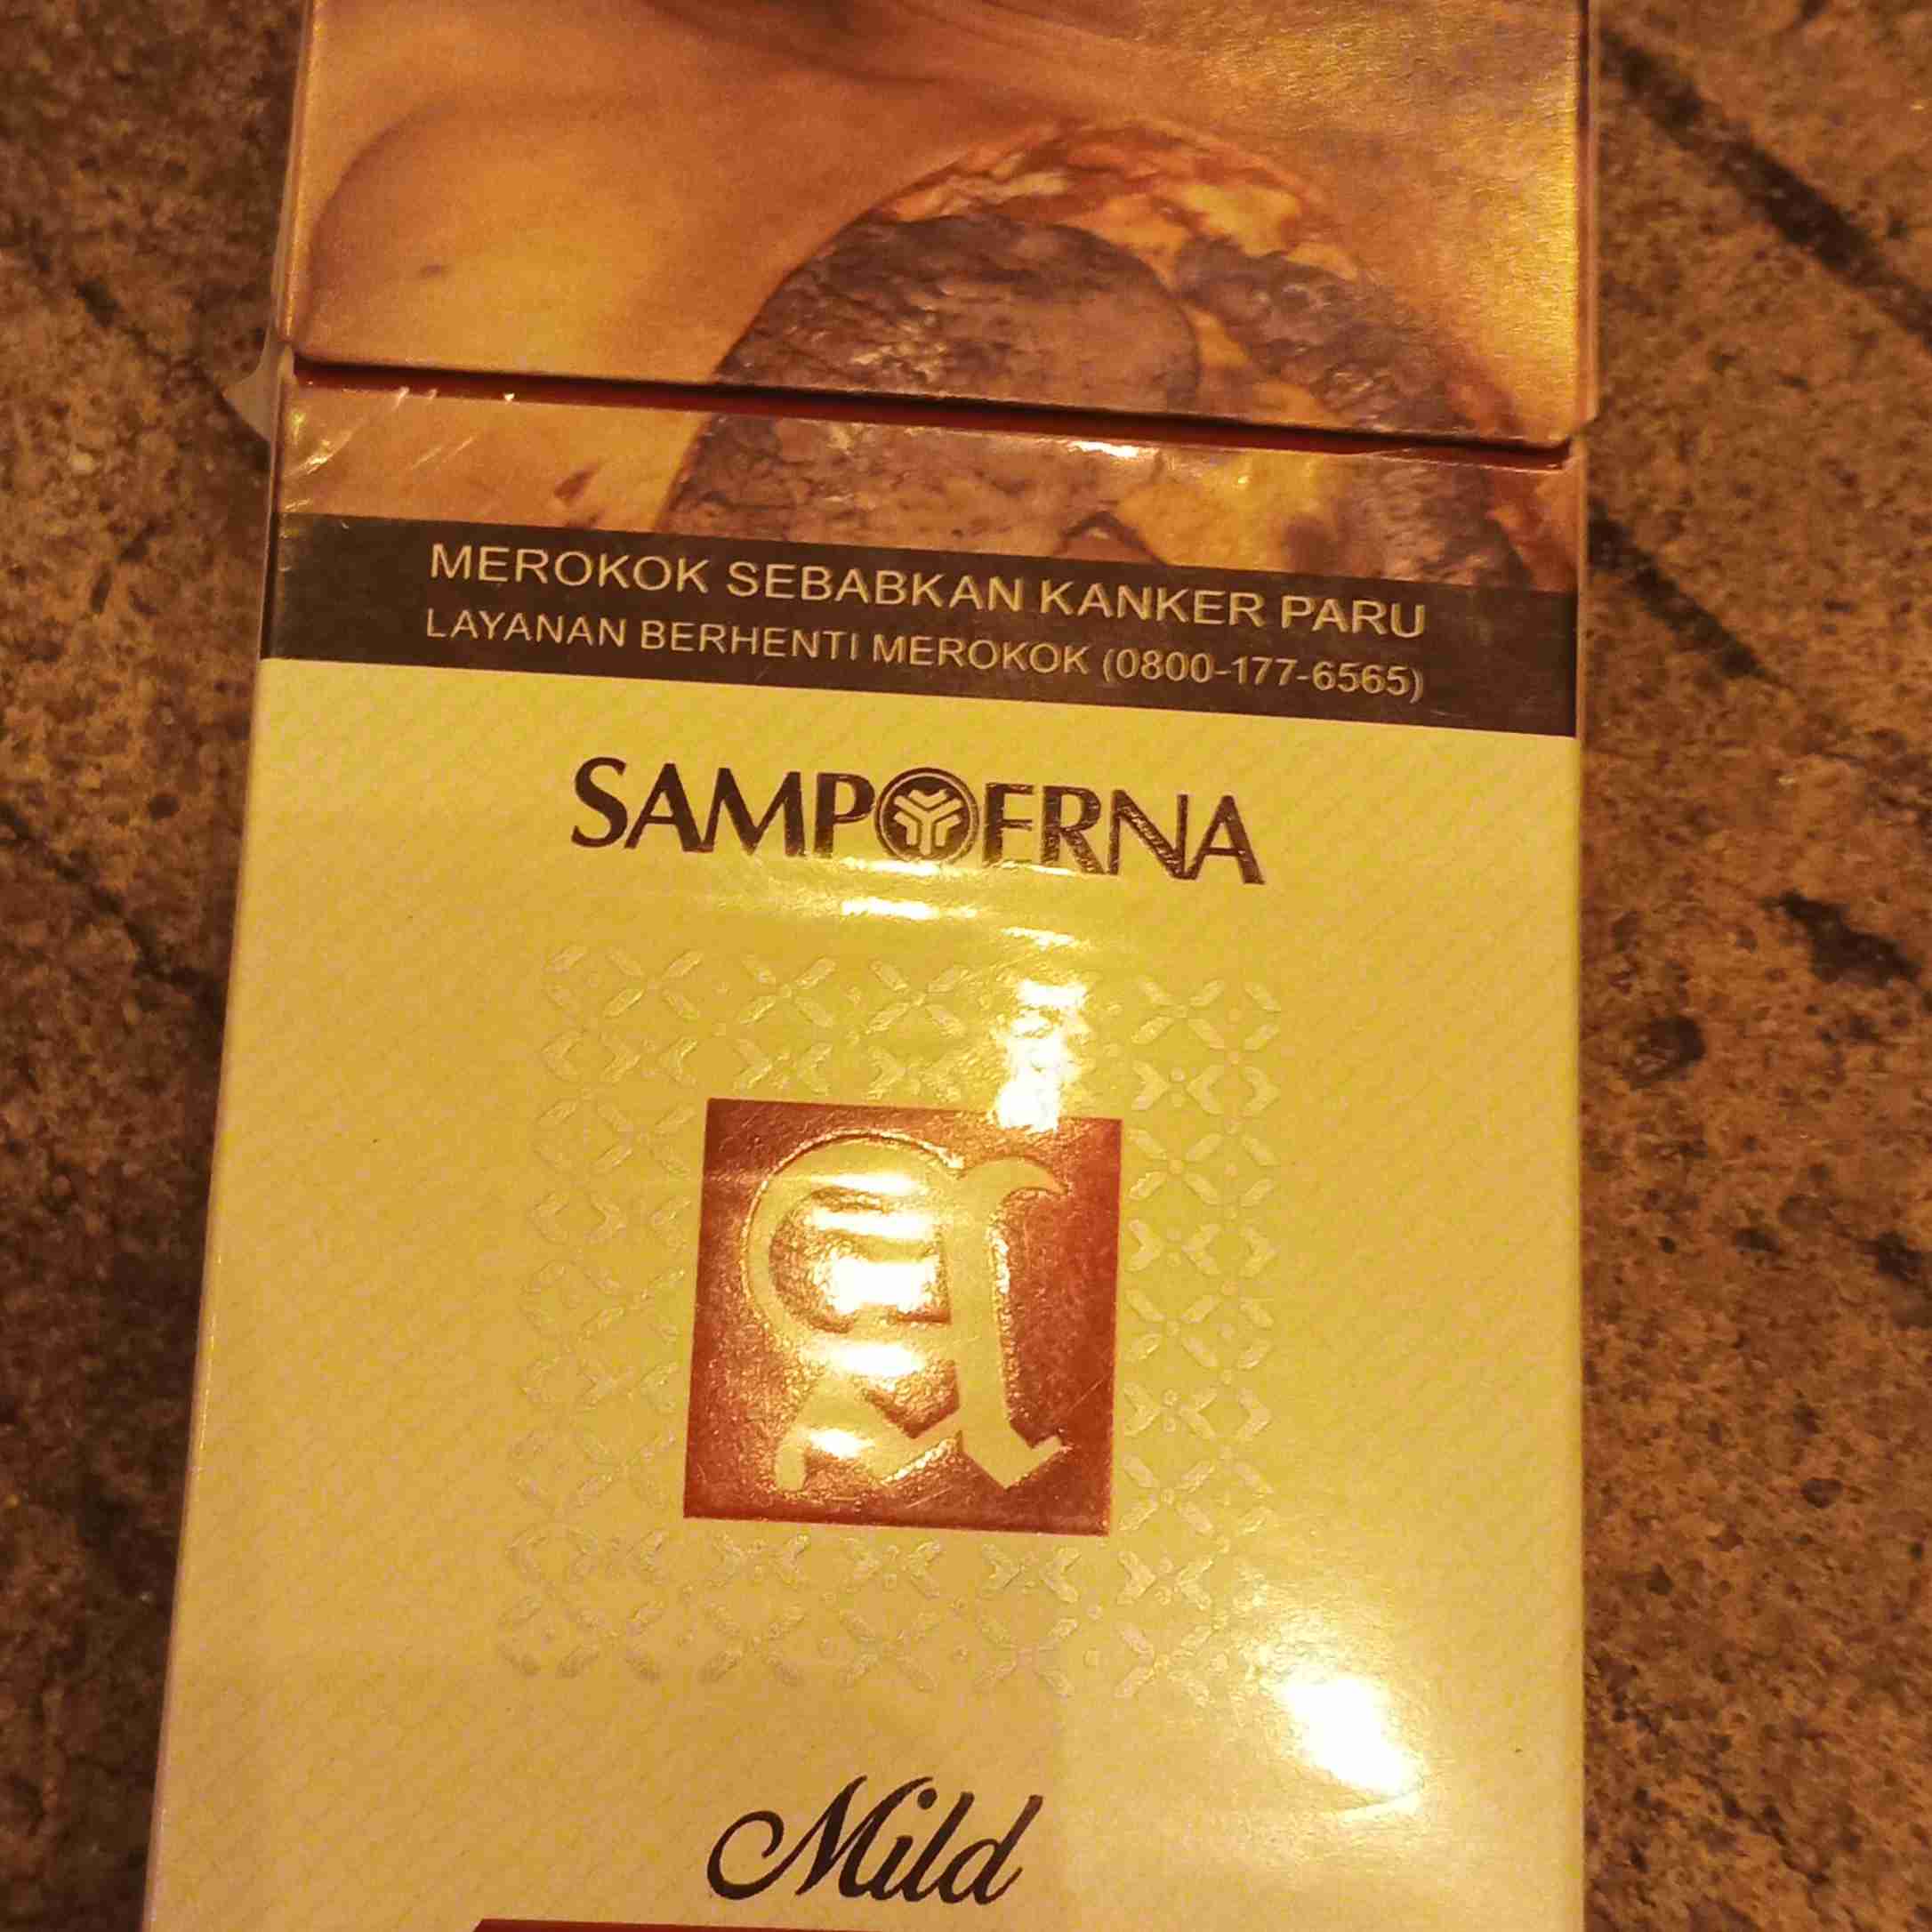 MEROKOK SEBABKAN KANKER PARU
LAYANAN BERHENTI MEROKOK (0800-177-6565)
SAMPOERNA
A
Mild